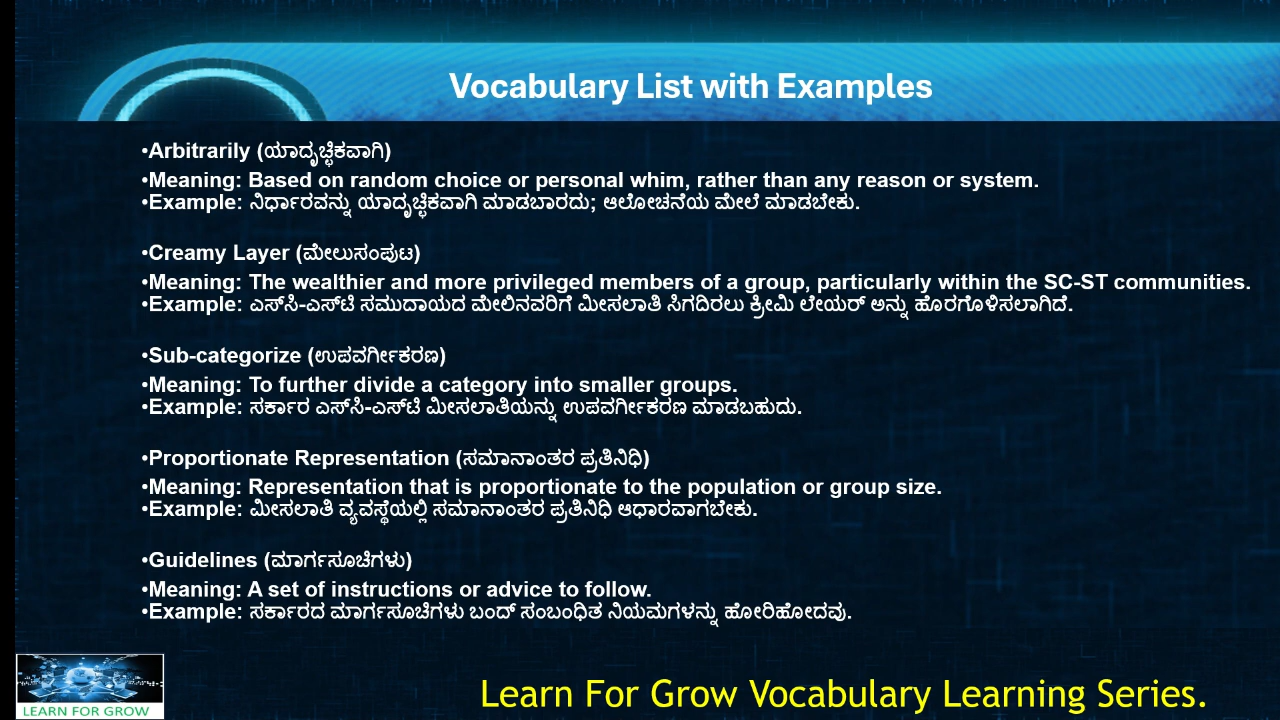 Vocabulary List with Examples
•Arbitrarily (ಯಾದೃಚ್ಛಿಕವಾಗಿ)
•Meaning: Based on random choice or personal whim, rather than any reason or system.
•Example: ನಿರ್ಧಾರವನ್ನು ಯಾದೃಚ್ಛಿಕವಾಗಿ ಮಾಡಬಾರದು; ಆಲೋಚನೆಯ ಮೇಲೆ ಮಾಡಬೇಕು.
•Creamy Layer (ಮೇಲುಸಂಪುಟ)
•Meaning: The wealthier and more privileged members of a group, particularly within the SC-ST communities.
•Example: ಎಸ್‌ಸಿ-ಎಸ್‌ಟಿ ಸಮುದಾಯದ ಮೇಲಿನವರಿಗೆ ಮೀಸಲಾತಿ ಸಿಗದಿರಲು ಕ್ರೀಮಿ ಲೇಯರ್ ಅನ್ನು ಹೊರಗೊಳಿಸಲಾಗಿದೆ.
•Sub-categorize (ಉಪವರ್ಗೀಕರಣ)
•Meaning: To further divide a category into smaller groups.
•Example: ಸರ್ಕಾರ ಎಸ್‌ಸಿ-ಎಸ್‌ಟಿ ಮೀಸಲಾತಿಯನ್ನು ಉಪವರ್ಗೀಕರಣ ಮಾಡಬಹುದು.
•Proportionate Representation (ಸಮಾನಾಂತರ ಪ್ರತಿನಿಧಿ)
•Meaning: Representation that is proportionate to the population or group size.
•Example: ಮೀಸಲಾತಿ ವ್ಯವಸ್ಥೆಯಲ್ಲಿ ಸಮಾನಾಂತರ ಪ್ರತಿನಿಧಿ ಆಧಾರವಾಗಬೇಕು.
•Guidelines (ಮಾರ್ಗಸೂಚಿಗಳು)
•Meaning: A set of instructions or advice to follow.
•Example: ಸರ್ಕಾರದ ಮಾರ್ಗಸೂಚಿಗಳು ಬಂದ್ ಸಂಬಂಧಿತ ನಿಯಮಗಳನ್ನು ಹೋರಿಹೋದವು.
LEARN FOR GROW
Learn For Grow Vocabulary Learning Series.